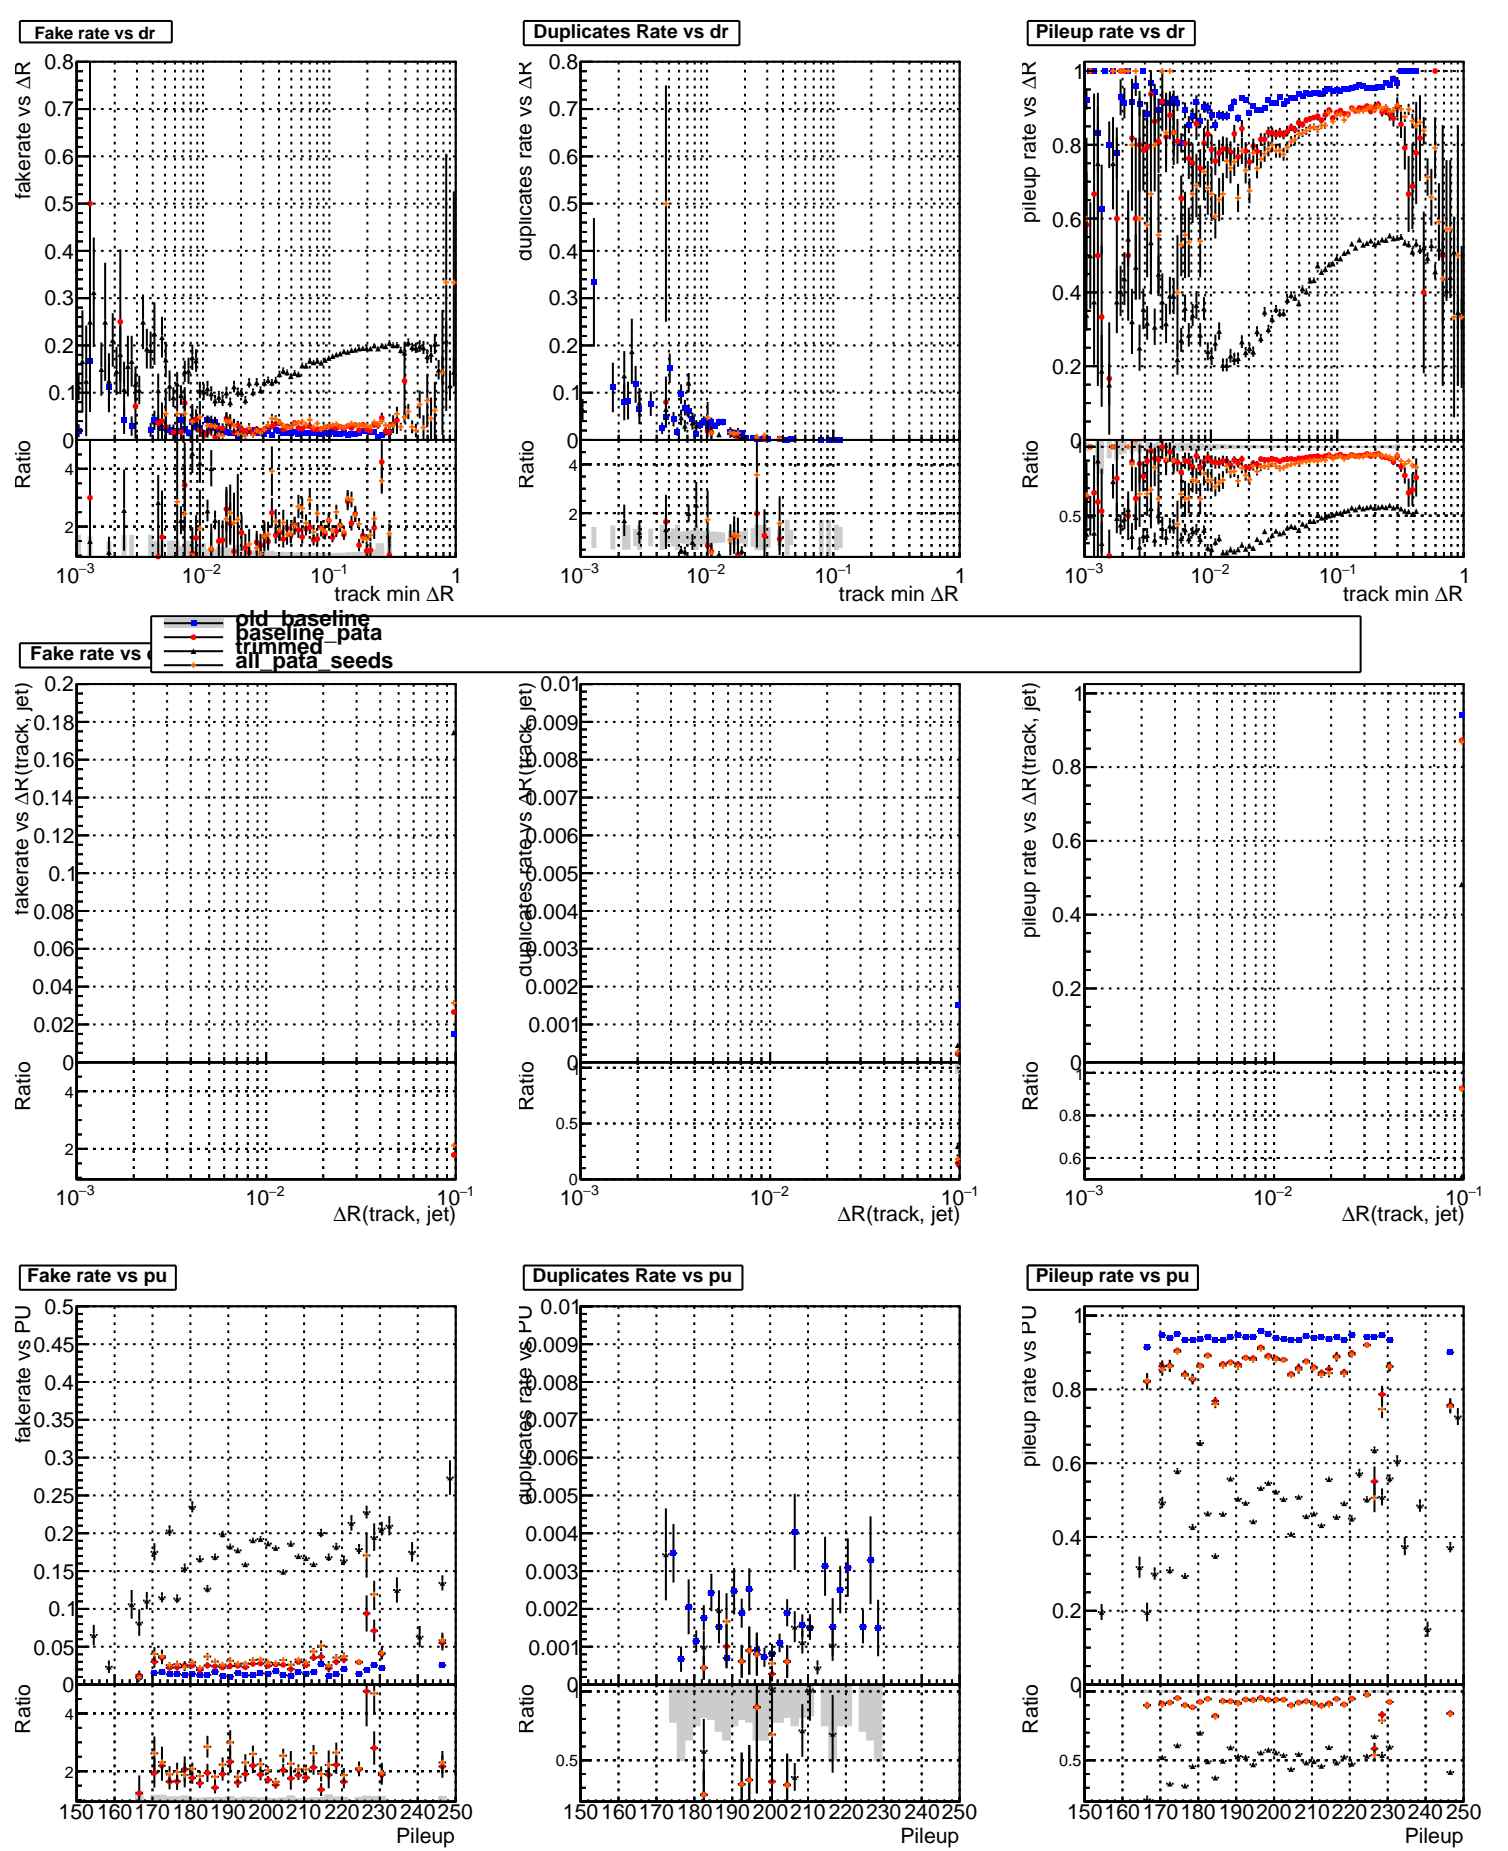 Fake rate vs dr
Duplicates Rate vs dr
Pileup rate vs dr
fakerate vs ΔR
0.8
0.7
0.6
0.5
0.4
0.3
0.2
0.1
0
Ratio
4
2
10⁻³
10⁻²
10⁻¹
1
track min ΔR
duplicates rate vs ΔR
0.8
0.7
0.6
0.5
0.4
0.3
0.2
0.1
0
Ratio
4
2
10⁻³
10⁻²
10⁻¹
1
track min ΔR
pileup rate vs ΔR
1
0.8
0.6
0.4
0.2
0
Ratio
0.5
10⁻³
10⁻²
10⁻¹
1
track min ΔR
old_baseline
baseline_pata
trimmed
all_pata_seeds
Fake rate vs
fakerate vs ΔR(track, jet)
0.2
0.18
0.16
0.14
0.12
0.1
0.08
0.06
0.04
0.02
0
Ratio
4
2
10⁻³
10⁻²
10⁻¹
ΔR(track, jet)
duplicates rate vs ΔR(track, jet)
0.01
0.009
0.008
0.007
0.006
0.005
0.004
0.003
0.002
0.001
0
Ratio
1
0.5
0
10⁻³
10⁻²
10⁻¹
ΔR(track, jet)
pileup rate vs ΔR(track, jet)
1
0.8
0.6
0.4
0.2
0
Ratio
1
0.8
0.6
10⁻³
10⁻²
10⁻¹
ΔR(track, jet)
Fake rate vs pu
Duplicates Rate vs pu
Pileup rate vs pu
fakerate vs PU
0.5
0.45
0.4
0.35
0.3
0.25
0.2
0.15
0.1
0.05
0
Ratio
4
2
150 160 170 180 190 200 210 220 230 240 250
Pileup
duplicates rate vs PU
0.01
0.009
0.008
0.007
0.006
0.005
0.004
0.003
0.002
0.001
0
Ratio
1
0.5
150 160 170 180 190 200 210 220 230 240 250
Pileup
pileup rate vs PU
1
0.8
0.6
0.4
0.2
0
Ratio
1
0.5
150 160 170 180 190 200 210 220 230 240 250
Pileup